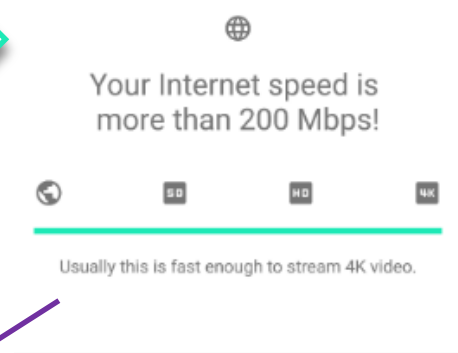 Your Internet speed is
more than 200 Mbps!
SD HD 4K
Usually this is fast enough to stream 4K video.